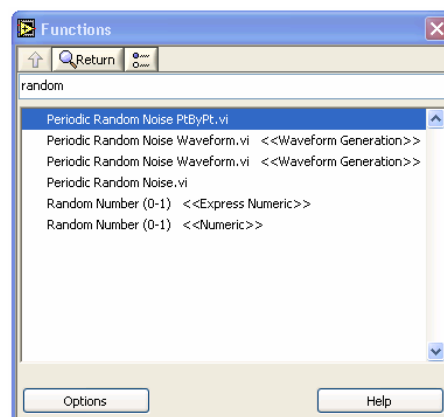 Functions
Return
random
Periodic Random Noise PtByPt.vi
Periodic Random Noise Waveform.vi <<Waveform Generation>>
Periodic Random Noise Waveform.vi <<Waveform Generation>>
Periodic Random Noise.vi
Random Number (0-1) <<Express Numeric>>
Random Number (0-1) <<Numeric>>
Options Help